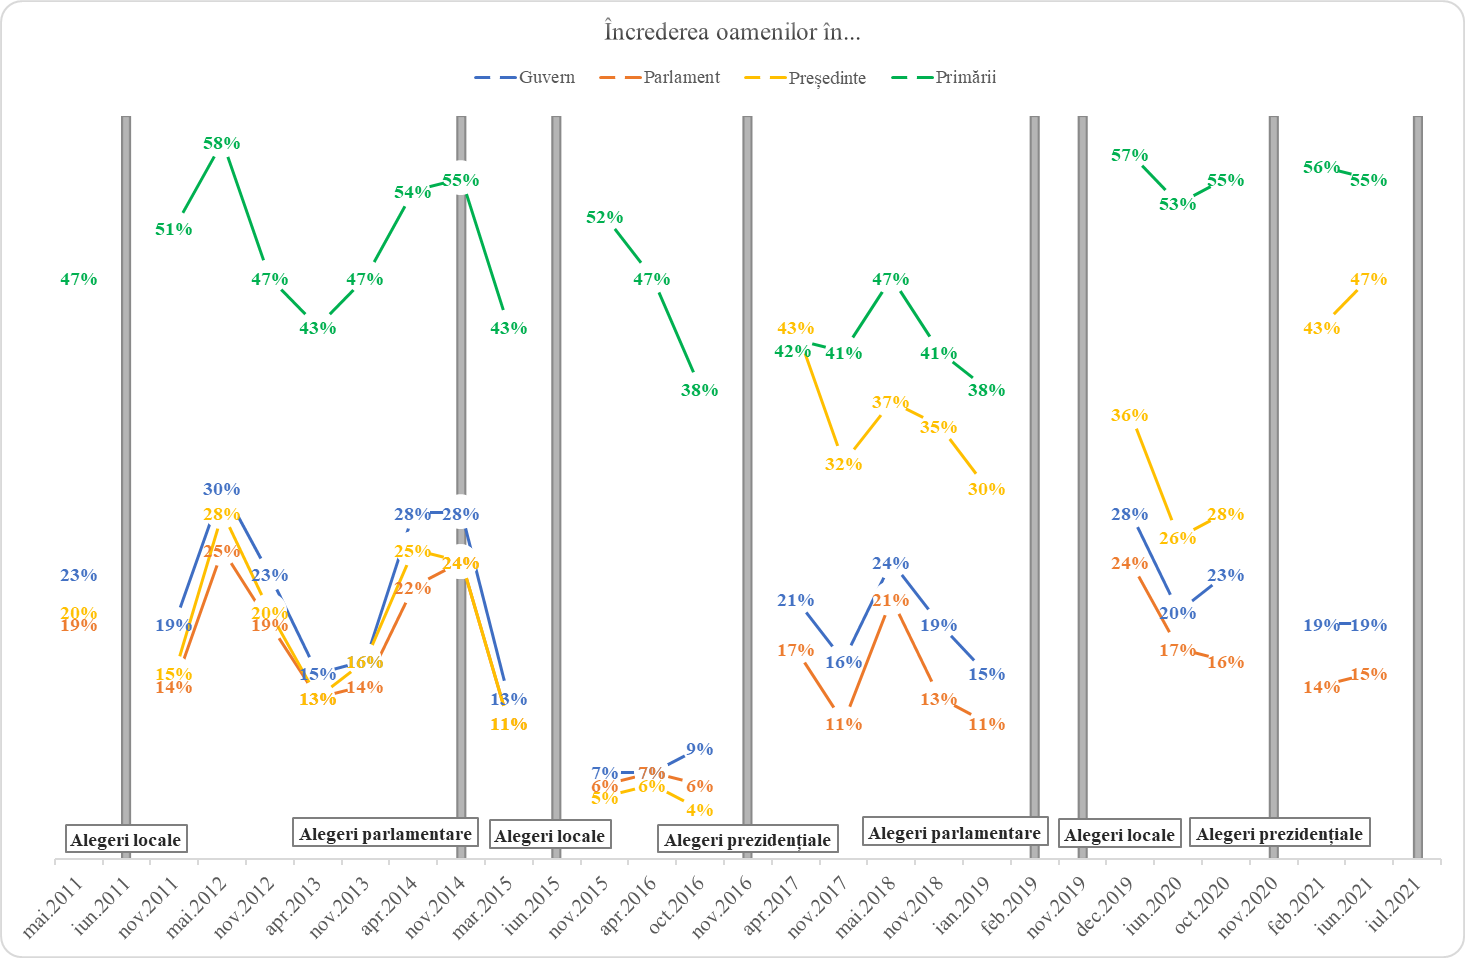 Încrederea oamenilor în...
Guvern Parlament Președinte Primării
58%
57%
56%
55% 55% 55%
54%
53%
52%
51%
47% 47% 47% 47% 47% 47%
43% 43% 43% 43%
42% 41% 41%
38% 38%
37%
36%
35%
32%
30% 30%
28% 28% 28% 28% 28%
26%
25% 25%
24% 24% 24%
23% 23% 23%
22%
21% 21%
20% 20% 20%
19% 19% 19% 19% 19% 19%
17% 17%
16% 16% 16%
15% 15% 15% 15%
14% 14% 14%
13% 13% 13%
11% 11% 11%
9%
7% 7%
6% 6% 6%
5%
4%
Alegeri locale Alegeri parlamentare Alegeri locale Alegeri prezidențiale Alegeri parlamentare Alegeri locale Alegeri prezidențiale
mai.2011 iun.2011 nov.2011 mai.2012 nov.2012 apr.2013 nov.2013 apr.2014 nov.2014 mar.2015 iun.2015 nov.2015 apr.2016 oct.2016 nov.2016 apr.2017 nov.2017 mai.2018 nov.2018 ian.2019 feb.2019 nov.2019 dec.2019 iun.2020 oct.2020 nov.2020 feb.2021 iun.2021 iul.2021